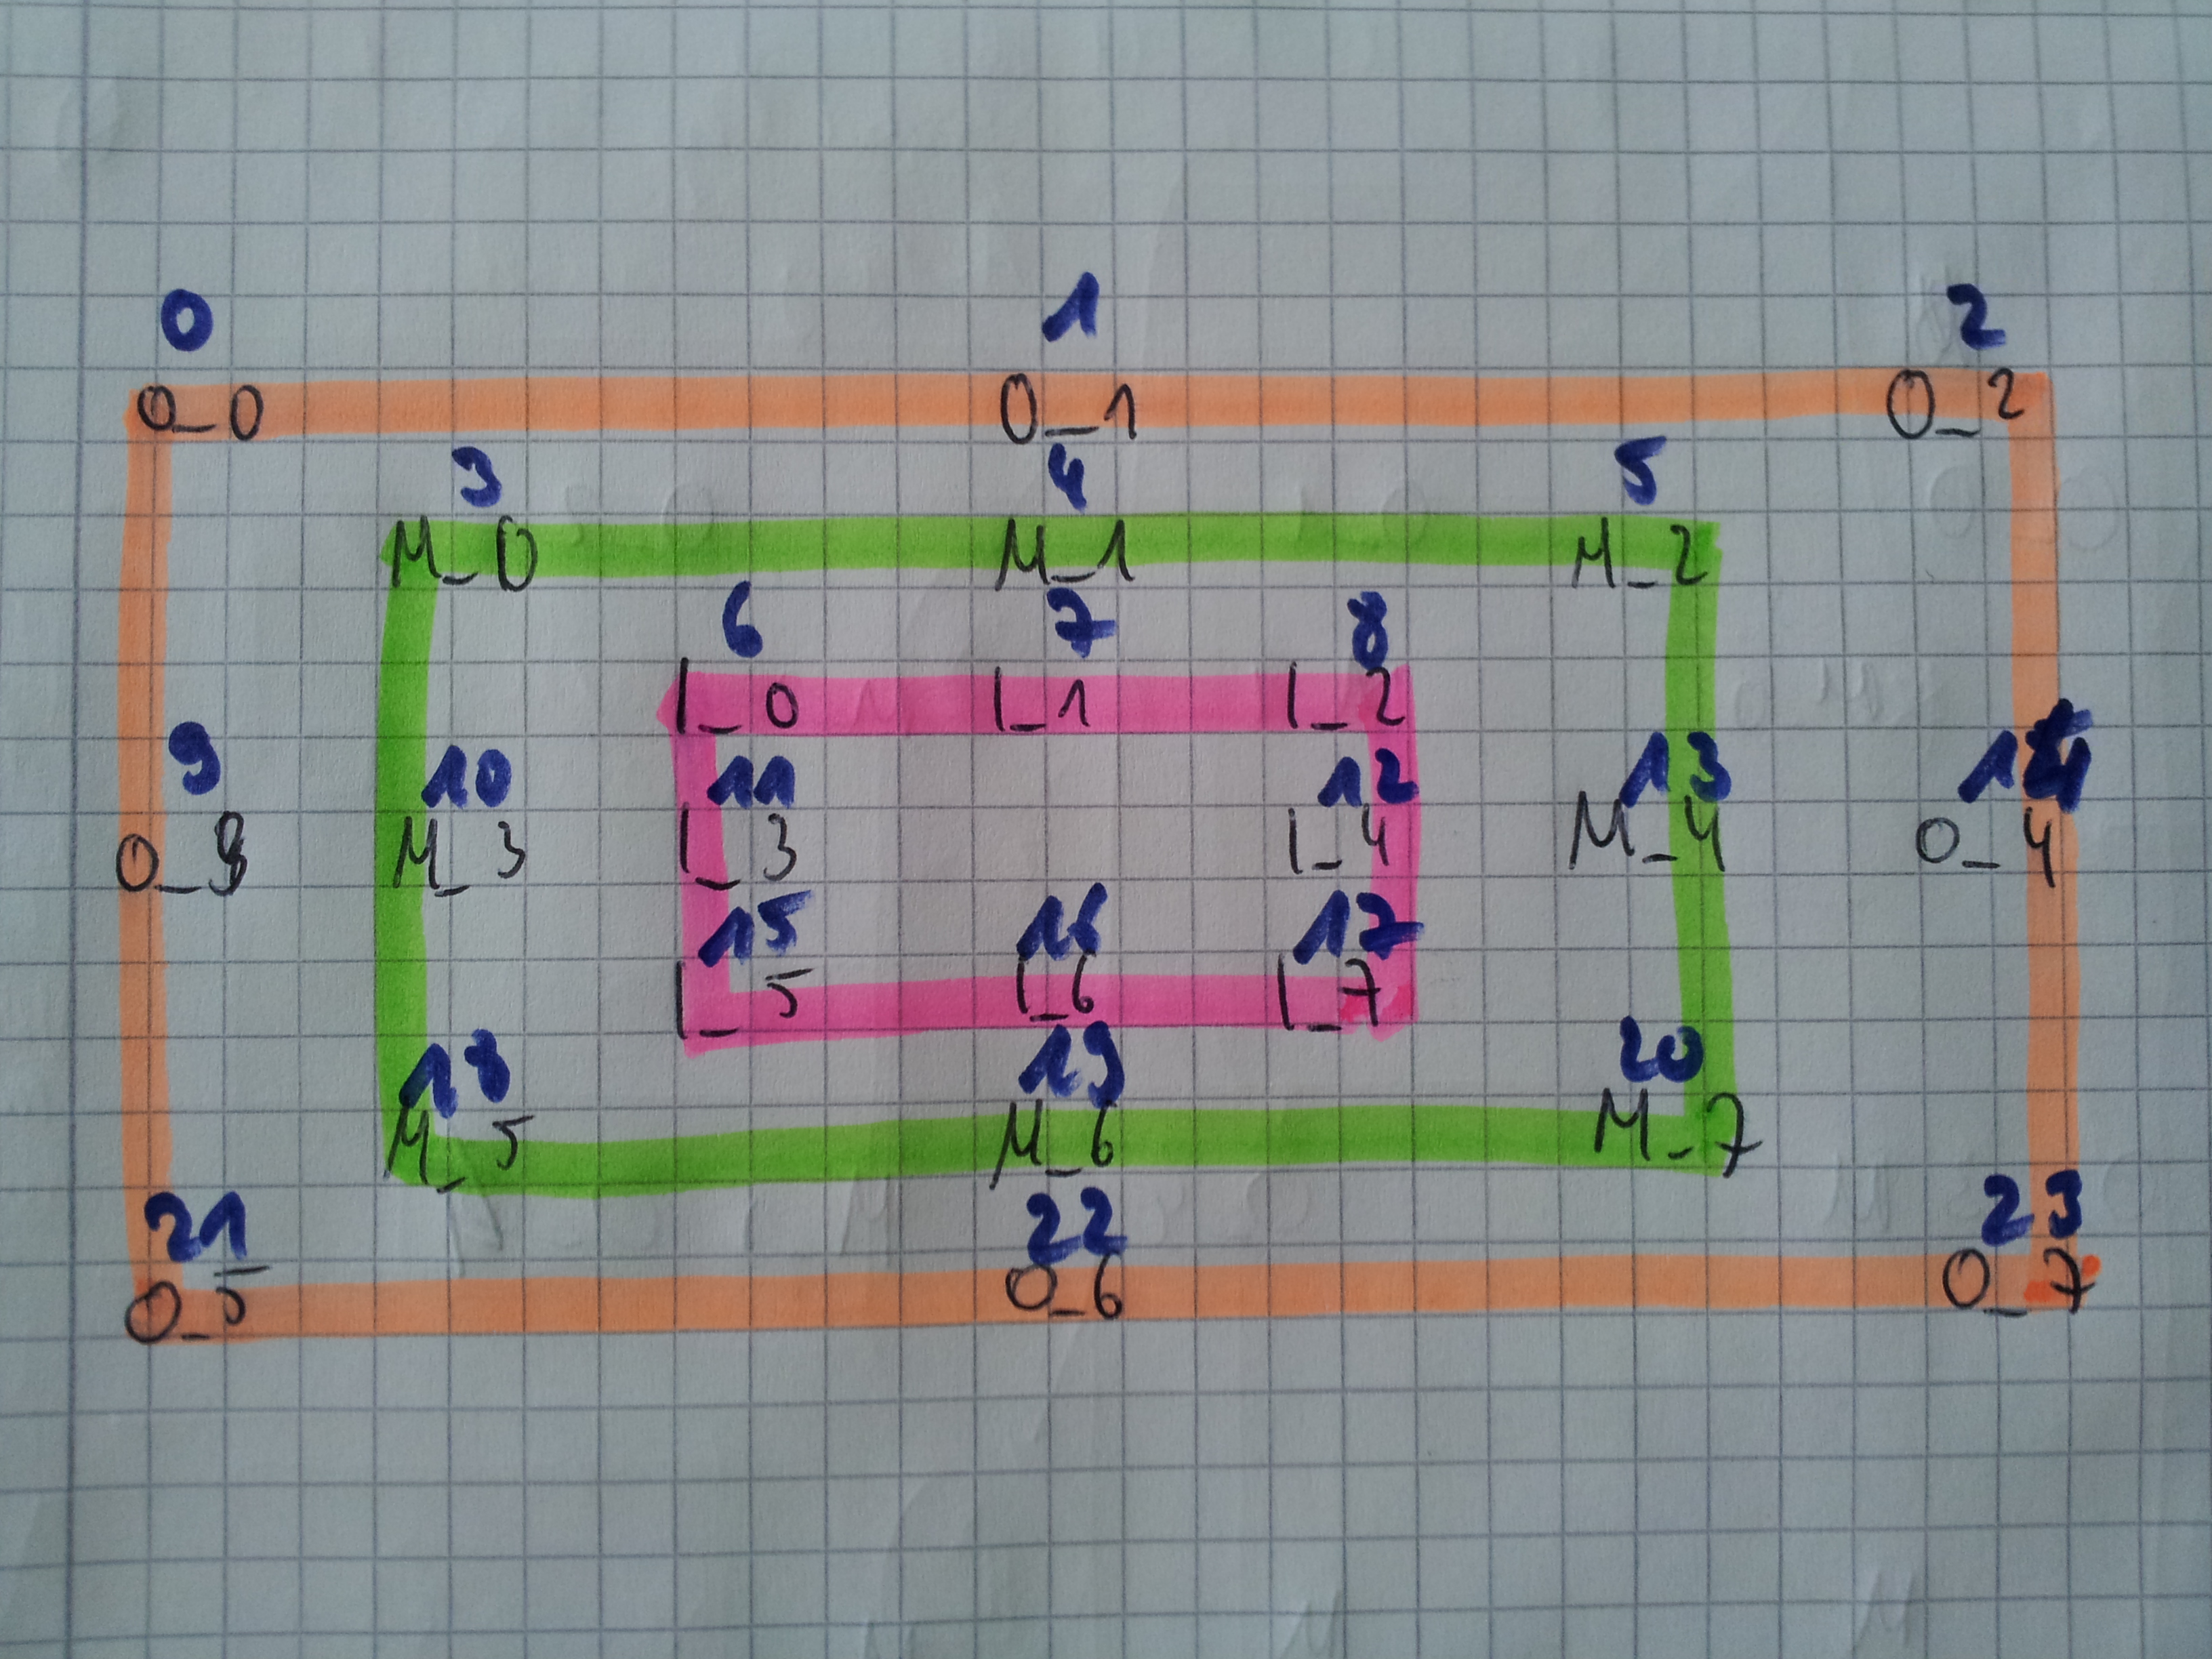 0 1 2
O_0 O_1 O_2
3 4 5
M_0 M_1 M_2
6 7 8
I_0 I_1 I_2
9 10 11 12 13 14
O_3 M_3 I_3 I_4 M_4 O_4
15 16 17
I_5 I_6 I_7
18 19 20
M_5 M_6 M_7
21 22 23
O_5 O_6 O_7